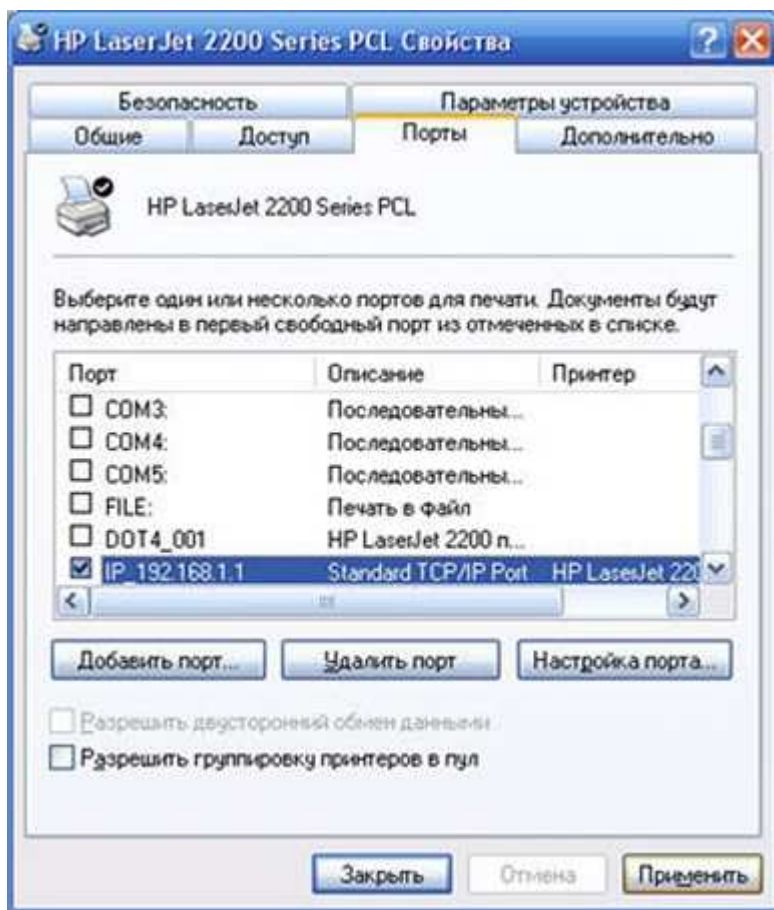 HP LaserJet 2200 Series PCL Свойства
Безопасность Параметры устройства
Общие Доступ Порты Дополнительно
HP LaserJet 2200 Series PCL
Выберите один или несколько портов для печати. Документы будут
направлены в первый свободный порт из отмеченных в списке.
Порт Описание Принтер
COM3: Последовательны...
COM4: Последовательны...
COM5: Последовательны...
FILE: Печать в файл
DOT4_001 HP LaserJet 2200 п...
IP_192.168.1.1 Standard TCP/IP Port HP LaserJet 220
Добавить порт... Удалить порт Настройка порта...
Разрешить двусторонний обмен данными
Разрешить группировку принтеров в пул
Закрыть Отмена Применить